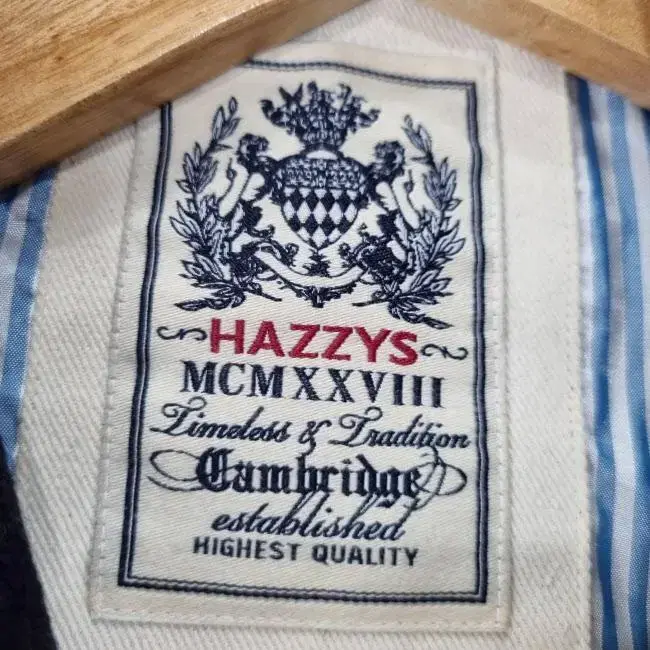 HAZZYS
MCMXXVIII
Timeless & Tradition
Cambridge
established
HIGHEST QUALITY